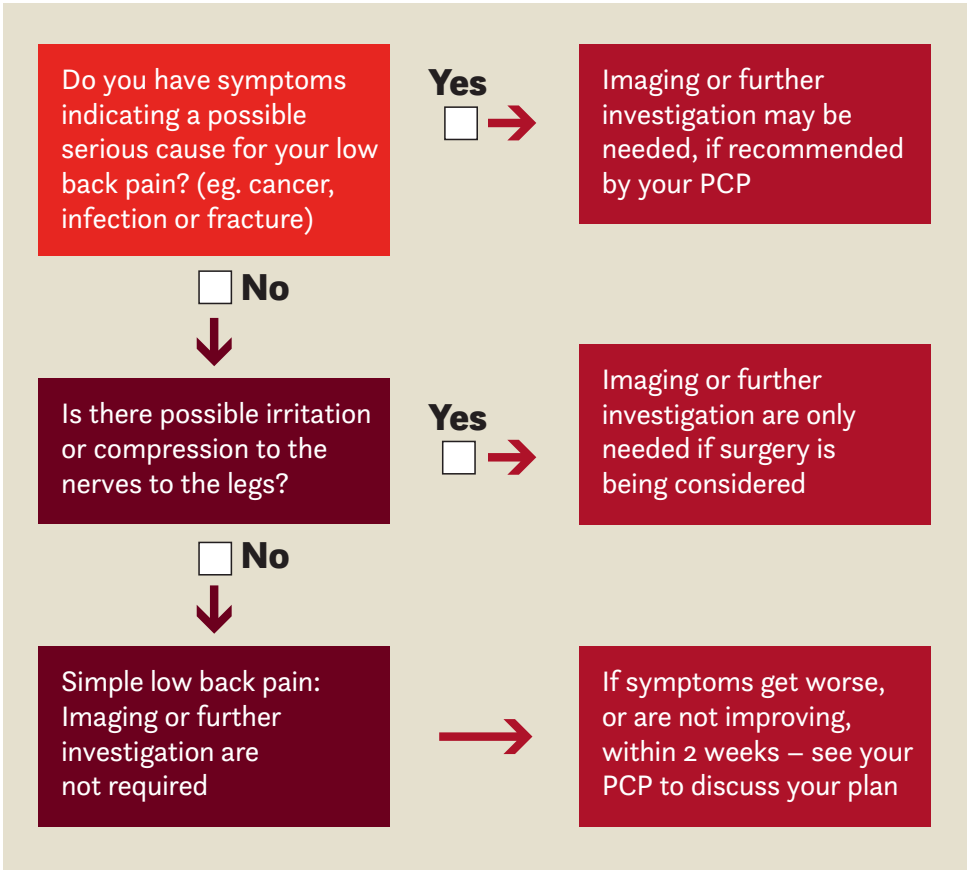 Do you have symptoms
indicating a possible
serious cause for your low
back pain? (eg. cancer,
infection or fracture)
Yes
Imaging or further
investigation may be
needed, if recommended
by your PCP
No
Is there possible irritation
or compression to the
nerves to the legs?
Yes
Imaging or further
investigation are only
needed if surgery is
being considered
No
Simple low back pain:
Imaging or further
investigation are
not required
If symptoms get worse,
or are not improving,
within 2 weeks – see your
PCP to discuss your plan